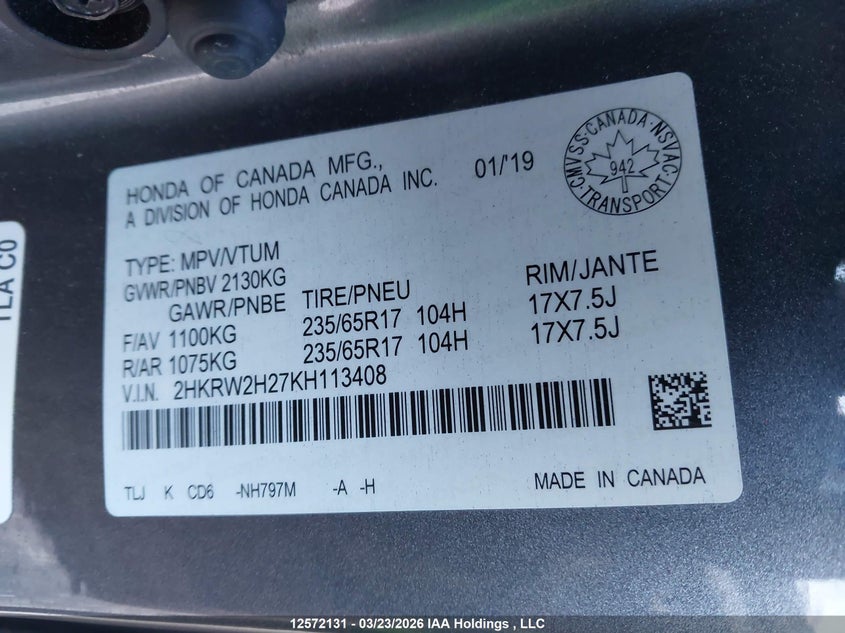 HONDA OF CANADA MFG.,
A DIVISION OF HONDA CANADA INC.
01/'19
CMVSS·CANADA·NSVAC
942
·TRANSPORT·
TYPE: MPV/VTUM
GVWR/PNBV 2130KG
GAWR/PNBE TIRE/PNEU RIM/JANTE
F/AV 1100KG 235/65R17 104H 17X7.5J
R/AR 1075KG 235/65R17 104H 17X7.5J
V.I.N. 2HKRW2H27KH113408
TLJ K CD6 -NH797M -A -H MADE IN CANADA
TLA C0
12572131 - 03/23/2026 IAA Holdings , LLC